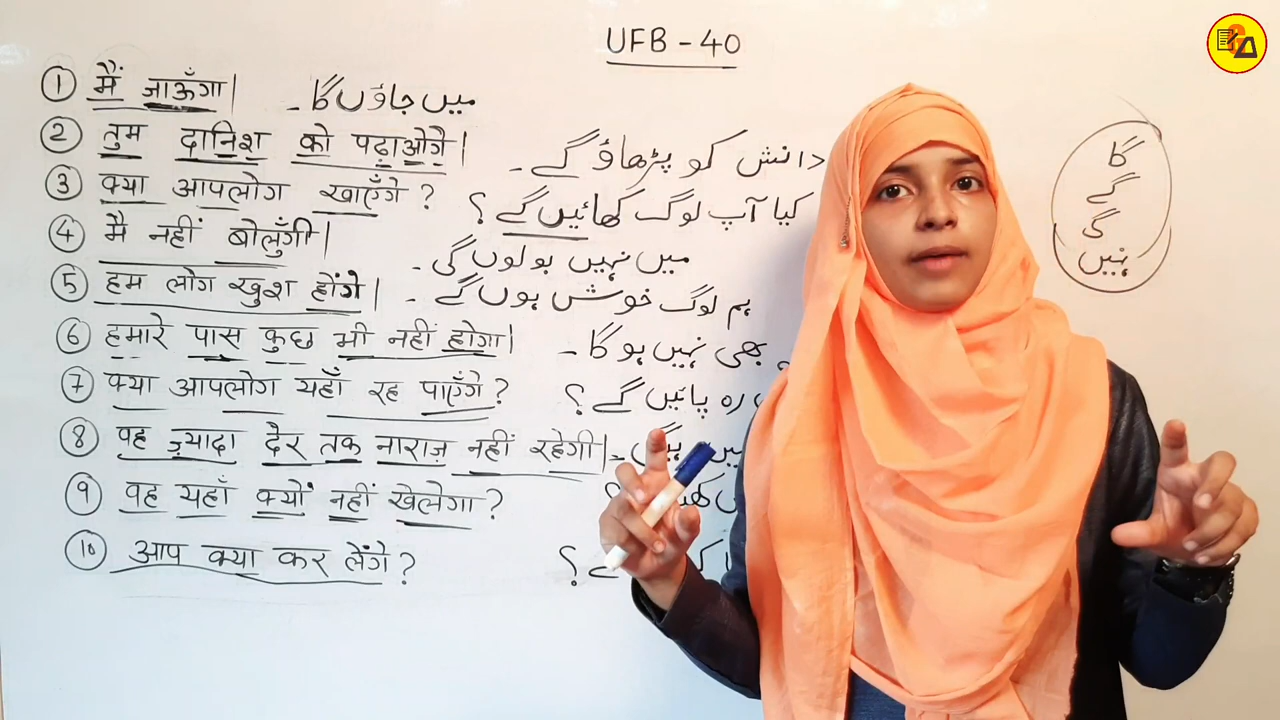 UFB - 40
① मैं जाऊँगा| میں جاؤں گا۔
② तुम दानिश को पढ़ाओगे| دانش کو پڑھاؤ گے۔
③ क्या आपलोग खाएँगे? کیا آپ لوگ کھائیں گے؟
④ मै नहीं बोलुँगी| میں نہیں بولوں گی۔
⑤ हम लोग खुश होंगे| ہم لوگ خوش ہوں گے۔
⑥ हमारे पास कुछ भी नहीं होगा| بھی نہیں ہو گا۔
⑦ क्या आपलोग यहाँ रह पाएँगे? رہ پائیں گے؟
⑧ वह ज़्यादा देर तक नाराज़ नहीं रहेगी|
⑨ वह यहाँ क्यों नहीं खेलेगा?
⑩ आप क्या कर लेंगे? گے؟
گا
گے
گی
ہیں